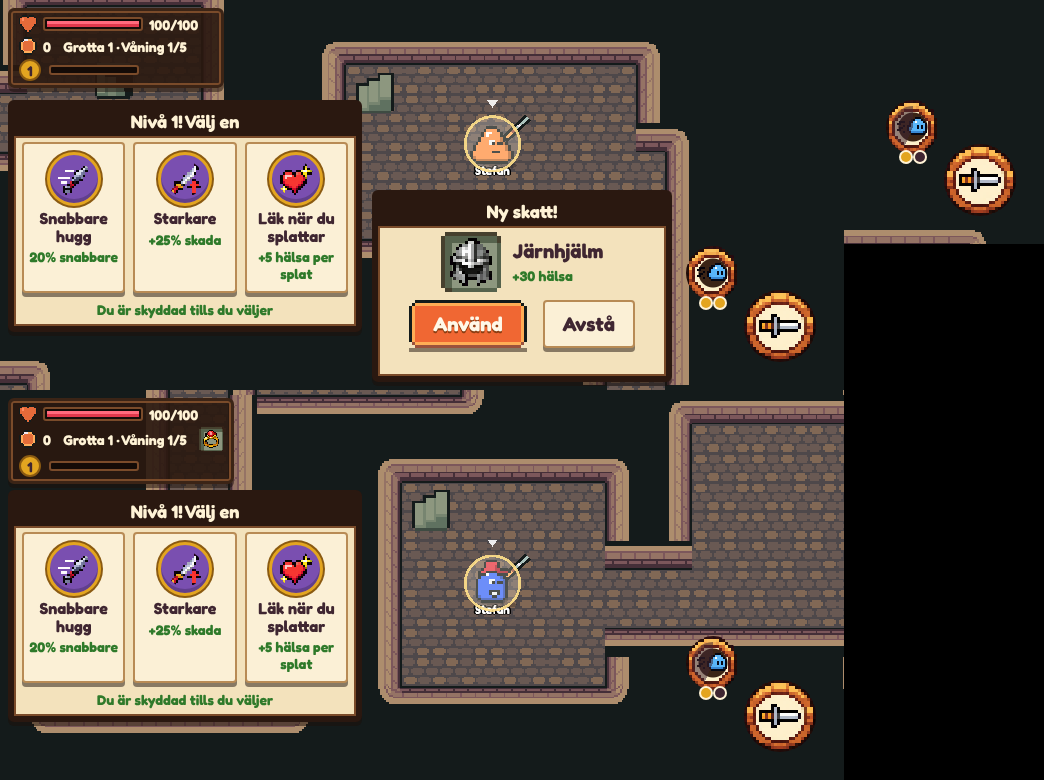 100/100
0 Grotta 1 · Våning 1/5
1
Nivå 1! Välj en
Snabbare
hugg
20% snabbare
Starkare
+25% skada
Läk när du
splattar
+5 hälsa per
splat
Du är skyddad tills du väljer
Stefan
Ny skatt!
Järnhjälm
+30 hälsa
Använd
Avstå
100/100
0 Grotta 1 · Våning 1/5
1
Nivå 1! Välj en
Snabbare
hugg
20% snabbare
Starkare
+25% skada
Läk när du
splattar
+5 hälsa per
splat
Du är skyddad tills du väljer
Stefan